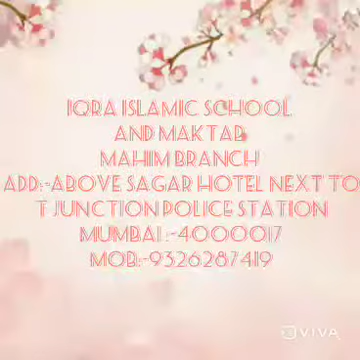 IQRA ISLAMIC SCHOOL
AND MAKTAB
MAHIM BRANCH
ADD:-ABOVE SAGAR HOTEL NEXT TO
T JUNCTION POLICE STATION
MUMBAI :-4000017
MOB:-9326287419
VIVA